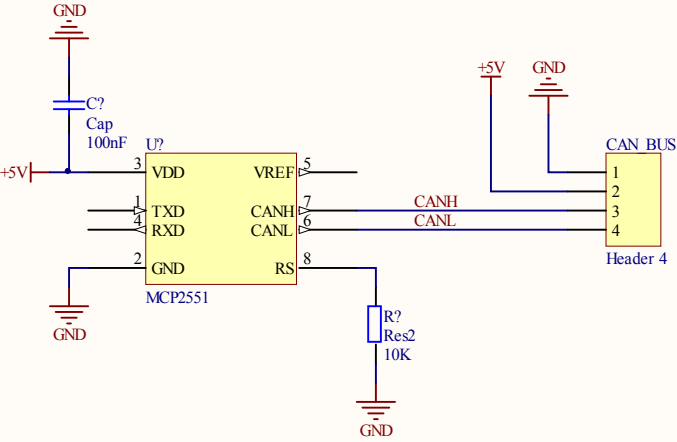 GND
C?
Cap
100nF
+5V
U?
3 VDD
VREF 5
1 TXD
CANH 7
4 RXD
CANL 6
2 GND
RS 8
MCP2551
GND
CANH
CANL
R?
Res2
10K
GND
+5V
GND
CAN_BUS
1
2
3
4
Header 4